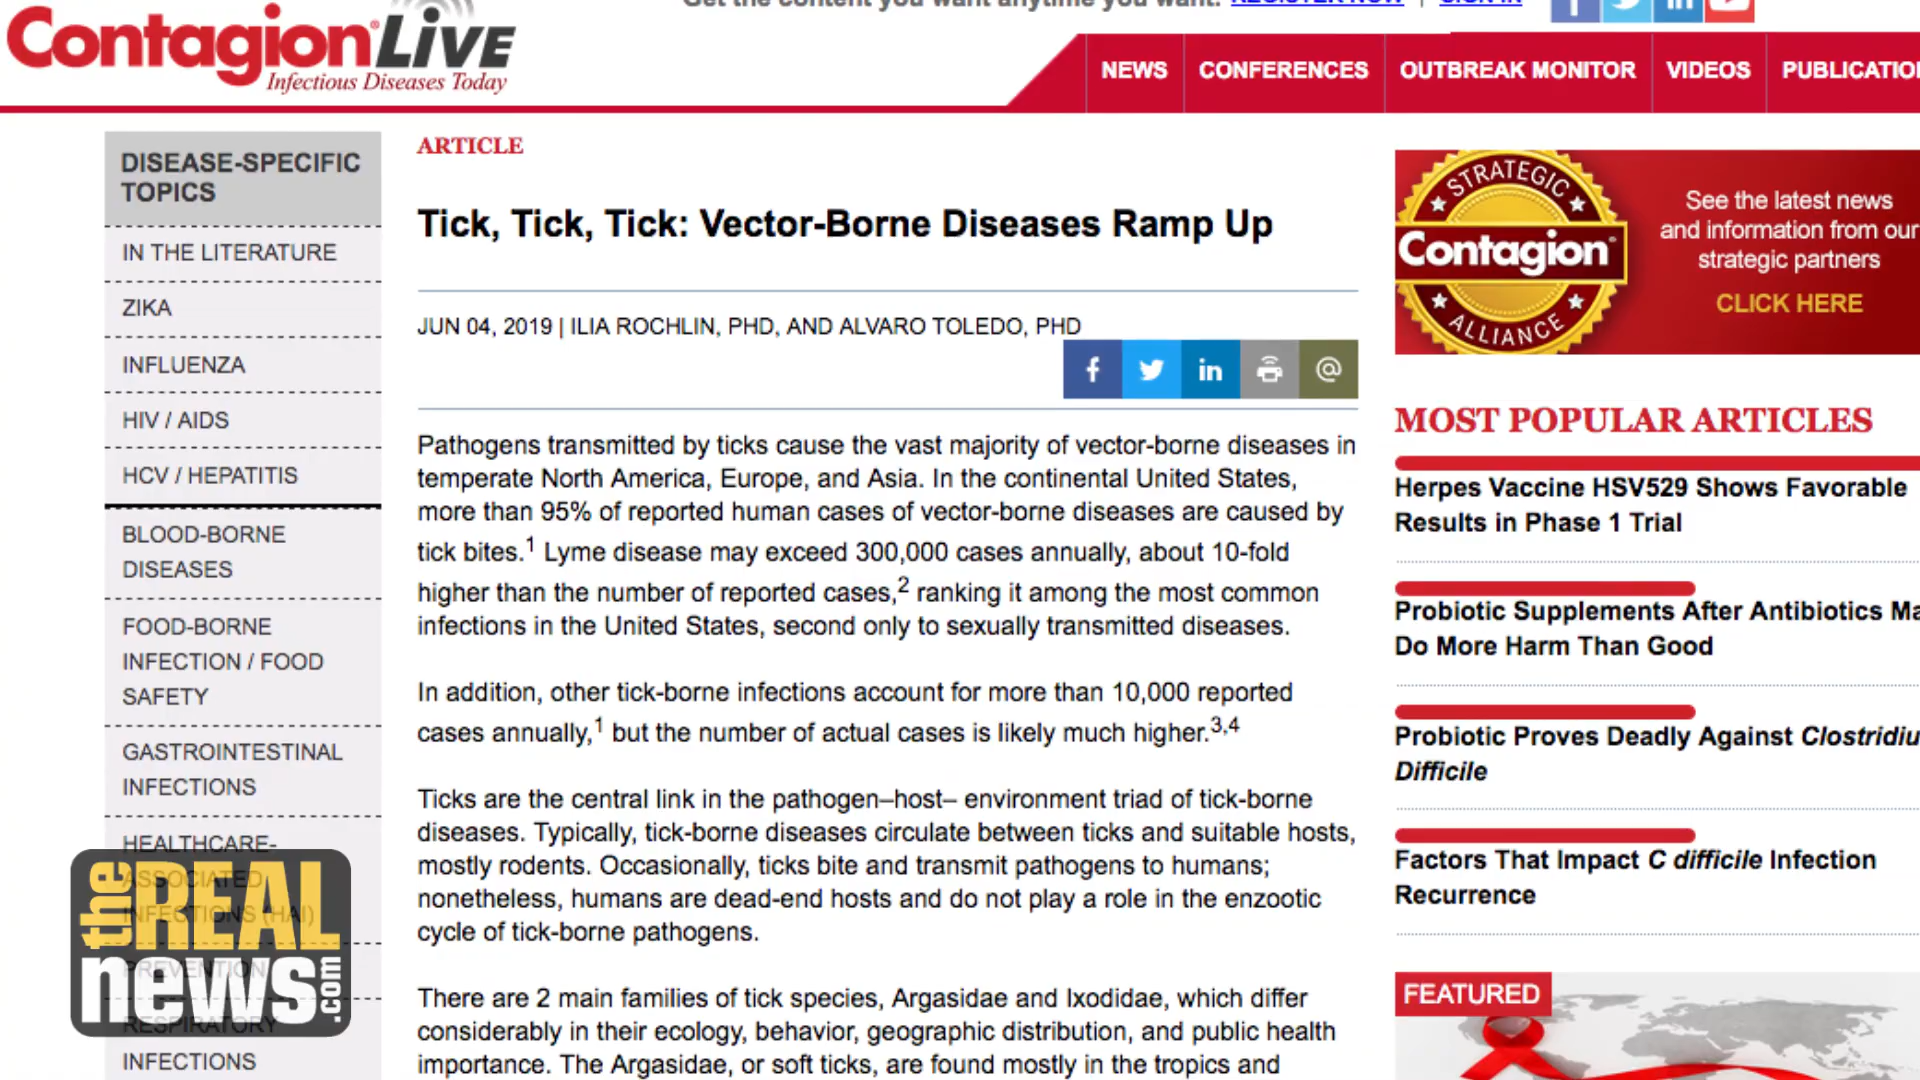 Get the content you want anytime you want. REGISTER NOW | SIGN IN
Contagion® Live
Infectious Diseases Today
NEWS
CONFERENCES
OUTBREAK MONITOR
VIDEOS
DISEASE-SPECIFIC
TOPICS
IN THE LITERATURE
ZIKA
INFLUENZA
HIV / AIDS
HCV / HEPATITIS
BLOOD-BORNE
DISEASES
FOOD-BORNE
INFECTION / FOOD
SAFETY
GASTROINTESTINAL
INFECTIONS
HEALTHCARE-
ASSOCIATED
INFECTIONS (HAI)
PREVENTION
RESPIRATORY
INFECTIONS
the REAL
news.com
ARTICLE
Tick, Tick, Tick: Vector-Borne Diseases Ramp Up
JUN 04, 2019 | ILIA ROCHLIN, PHD, AND ALVARO TOLEDO, PHD
Pathogens transmitted by ticks cause the vast majority of vector-borne diseases in
temperate North America, Europe, and Asia. In the continental United States,
more than 95% of reported human cases of vector-borne diseases are caused by
tick bites.1 Lyme disease may exceed 300,000 cases annually, about 10-fold
higher than the number of reported cases,2 ranking it among the most common
infections in the United States, second only to sexually transmitted diseases.
In addition, other tick-borne infections account for more than 10,000 reported
cases annually,1 but the number of actual cases is likely much higher.3,4
Ticks are the central link in the pathogen–host– environment triad of tick-borne
diseases. Typically, tick-borne diseases circulate between ticks and suitable hosts,
mostly rodents. Occasionally, ticks bite and transmit pathogens to humans;
nonetheless, humans are dead-end hosts and do not play a role in the enzootic
cycle of tick-borne pathogens.
There are 2 main families of tick species, Argasidae and Ixodidae, which differ
considerably in their ecology, behavior, geographic distribution, and public health
importance. The Argasidae, or soft ticks, are found mostly in the tropics and
STRATEGIC
Contagion®
ALLIANCE
See the latest news
and information from our
strategic partners
CLICK HERE
MOST POPULAR ARTICLES
Herpes Vaccine HSV529 Shows Favorable
Results in Phase 1 Trial
Probiotic Supplements After Antibiotics
Do More Harm Than Good
Probiotic Proves Deadly Against
Difficile
Factors That Impact C difficile Infection
Recurrence
FEATURED